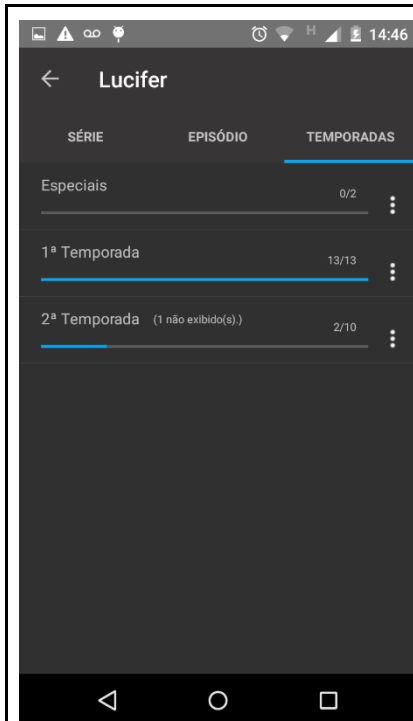 H 14:46
Lucifer
SÉRIE EPISÓDIO TEMPORADAS
Especiais 0/2
1ª Temporada 13/13
2ª Temporada (1 não exibido(s).) 2/10